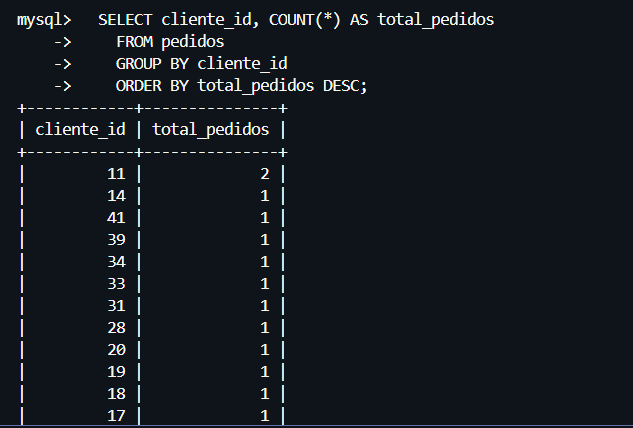 mysql>   SELECT cliente_id, COUNT(*) AS total_pedidos
    ->     FROM pedidos
    ->     GROUP BY cliente_id
    ->     ORDER BY total_pedidos DESC;
+------------+---------------+
| cliente_id | total_pedidos |
+------------+---------------+
|         11 |             2 |
|         14 |             1 |
|         41 |             1 |
|         39 |             1 |
|         34 |             1 |
|         33 |             1 |
|         31 |             1 |
|         28 |             1 |
|         20 |             1 |
|         19 |             1 |
|         18 |             1 |
|         17 |             1 |